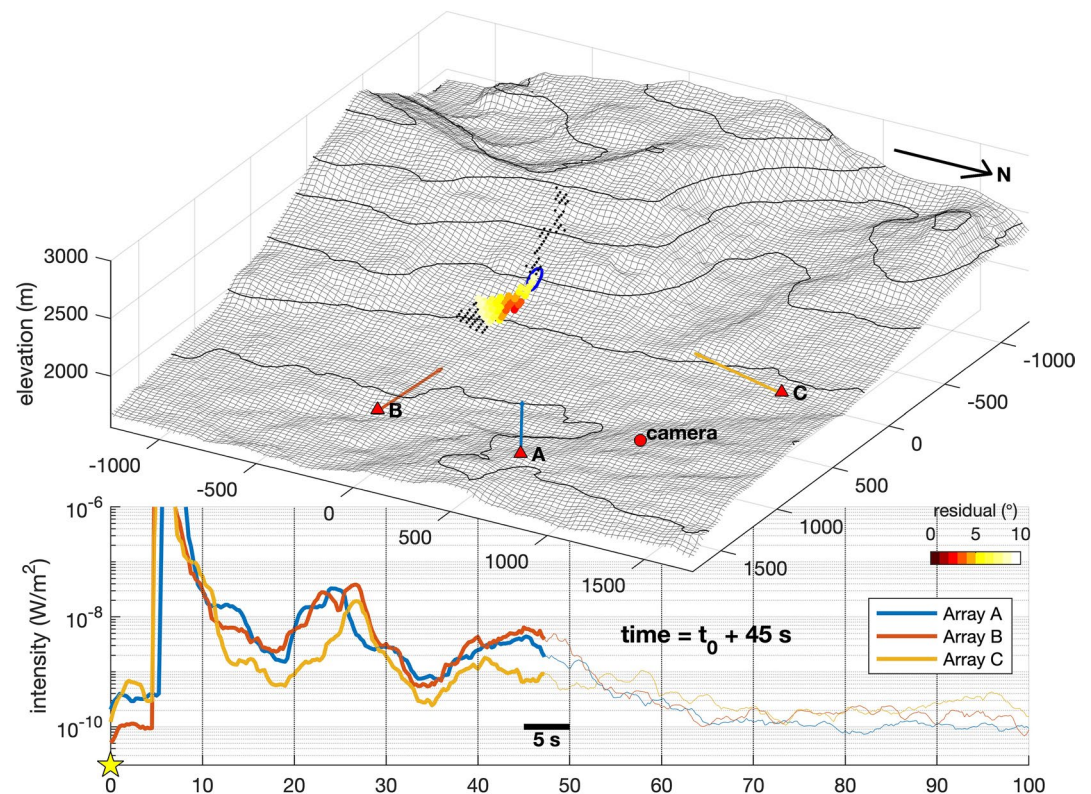 N
3000
2500
2000
elevation (m)
B
A
C
camera
-1000
-500
0
500
1000
1500
-1000
-500
0
500
1000
1500
residual (°)
0 5 10
10^-6
10^-8
10^-10
intensity (W/m^2)
time = t_0 + 45 s
Array A
Array B
Array C
5 s
0 10 20 30 40 50 60 70 80 90 100